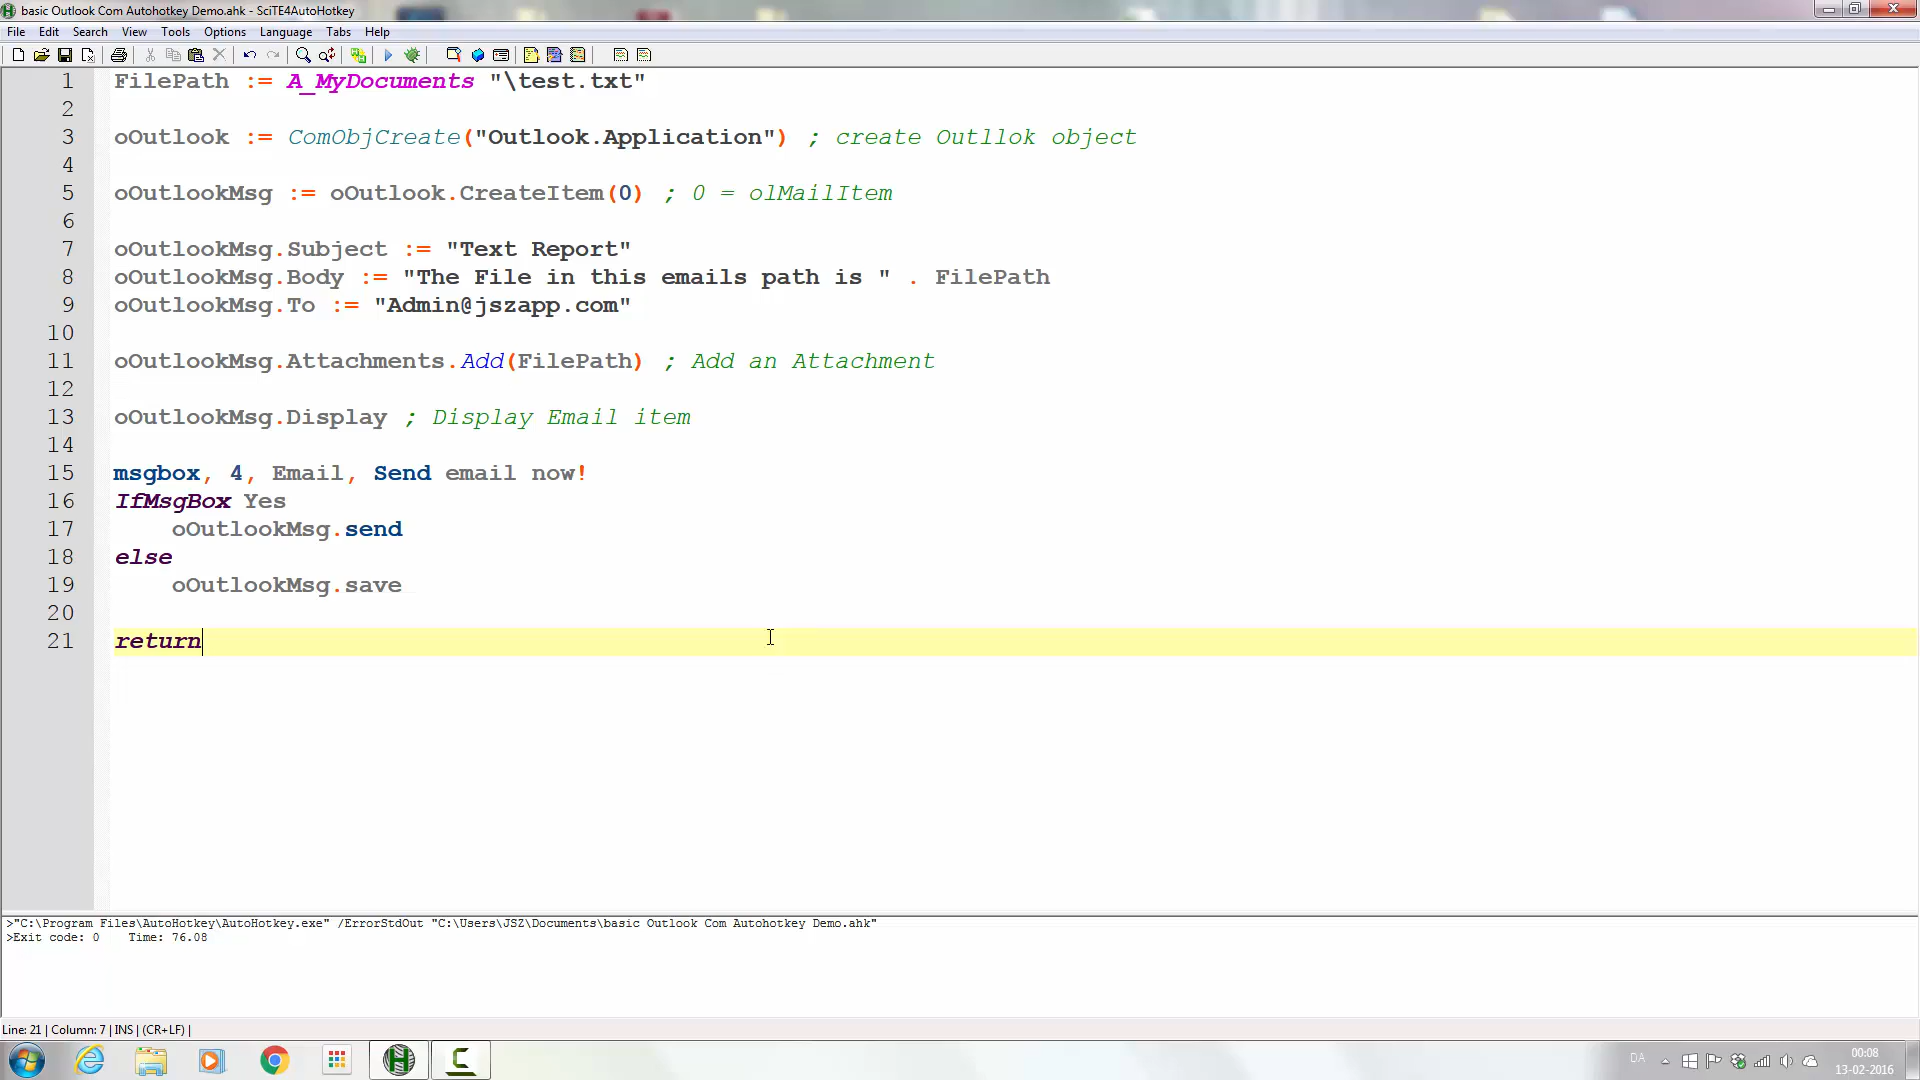 basic Outlook Com Autohotkey Demo.ahk - SciTE4AutoHotkey
File Edit Search View Tools Options Language Tabs Help
1 FilePath := A_MyDocuments "\test.txt"
2
3 oOutlook := ComObjCreate("Outlook.Application") ; create Outllok object
4
5 oOutlookMsg := oOutlook.CreateItem(0) ; 0 = olMailItem
6
7 oOutlookMsg.Subject := "Text Report"
8 oOutlookMsg.Body := "The File in this emails path is " . FilePath
9 oOutlookMsg.To := "Admin@jszapp.com"
10
11 oOutlookMsg.Attachments.Add(FilePath) ; Add an Attachment
12
13 oOutlookMsg.Display ; Display Email item
14
15 msgbox, 4, Email, Send email now!
16 IfMsgBox Yes
17 oOutlookMsg.send
18 else
19 oOutlookMsg.save
20
21 return
>"C:\Program Files\AutoHotkey\AutoHotkey.exe" /ErrorStdOut "C:\Users\JSZ\Documents\basic Outlook Com Autohotkey Demo.ahk"
>Exit code: 0 Time: 76.08
Line: 21 | Column: 7 | INS | (CR+LF) |
DA
00:08
13-02-2016